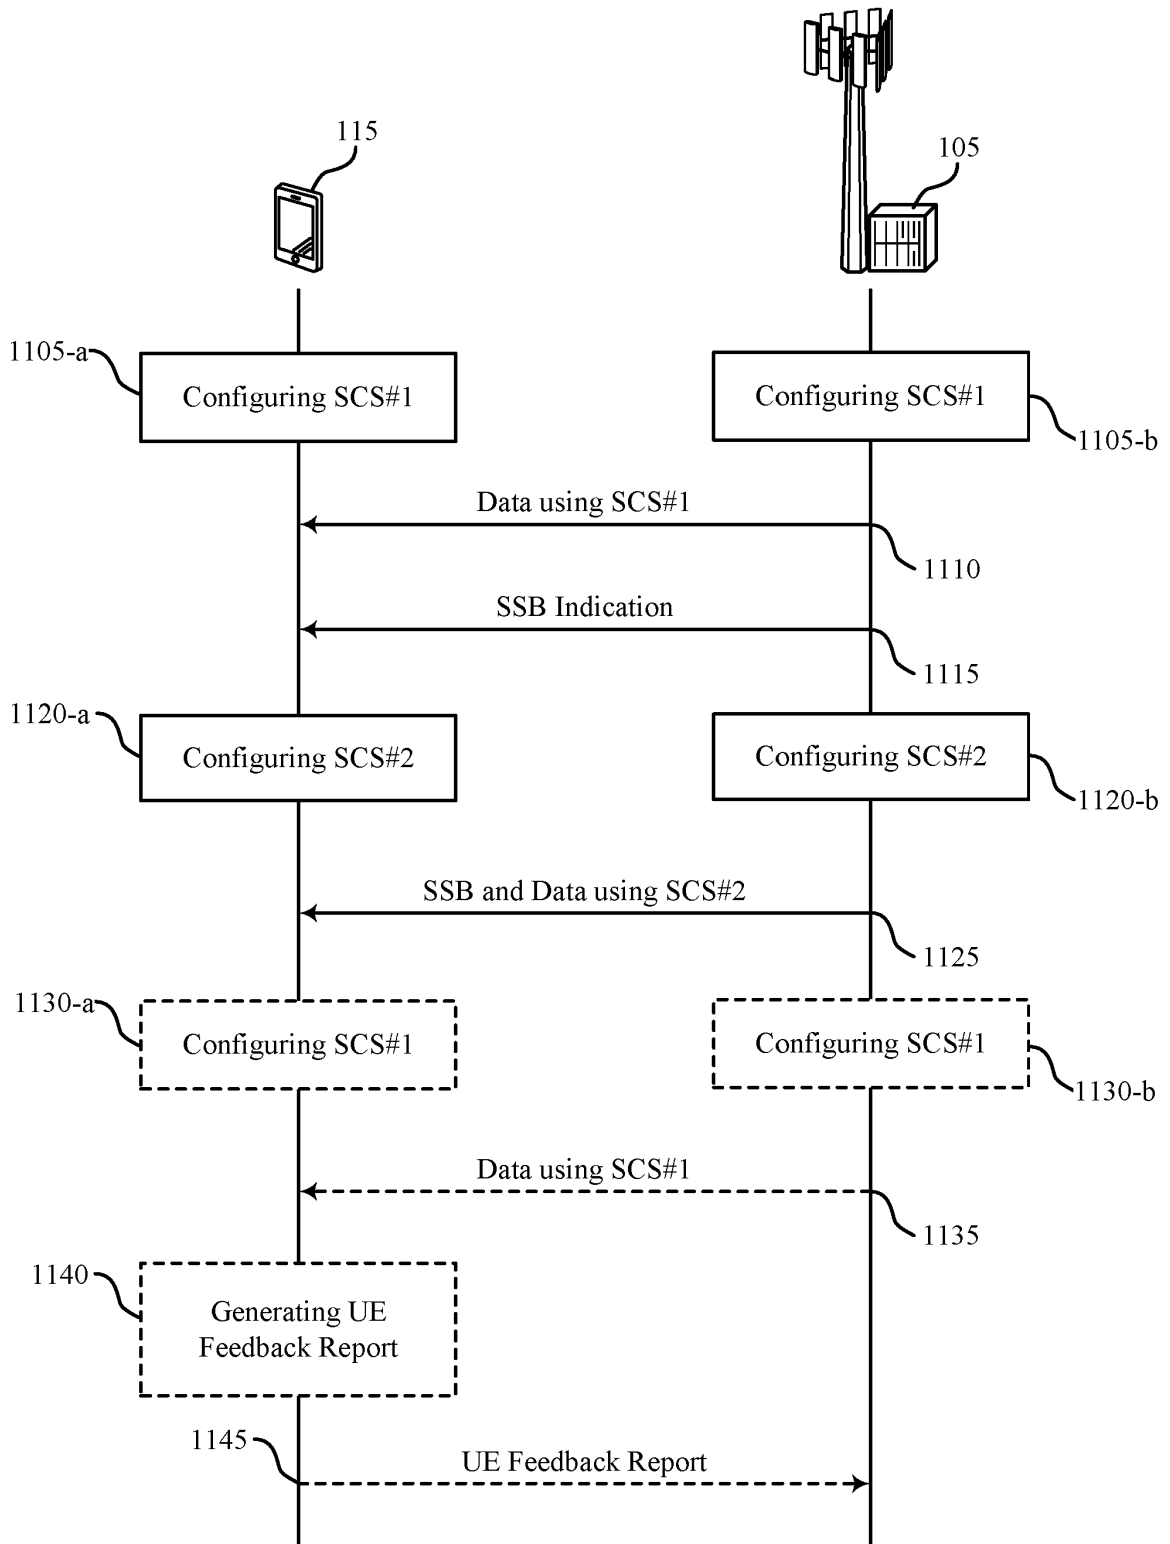 115
105
1105-a
Configuring SCS#1
Configuring SCS#1
1105-b
Data using SCS#1
1110
SSB Indication
1115
1120-a
Configuring SCS#2
Configuring SCS#2
1120-b
SSB and Data using SCS#2
1125
1130-a
Configuring SCS#1
Configuring SCS#1
1130-b
Data using SCS#1
1135
1140
Generating UE
Feedback Report
1145
UE Feedback Report